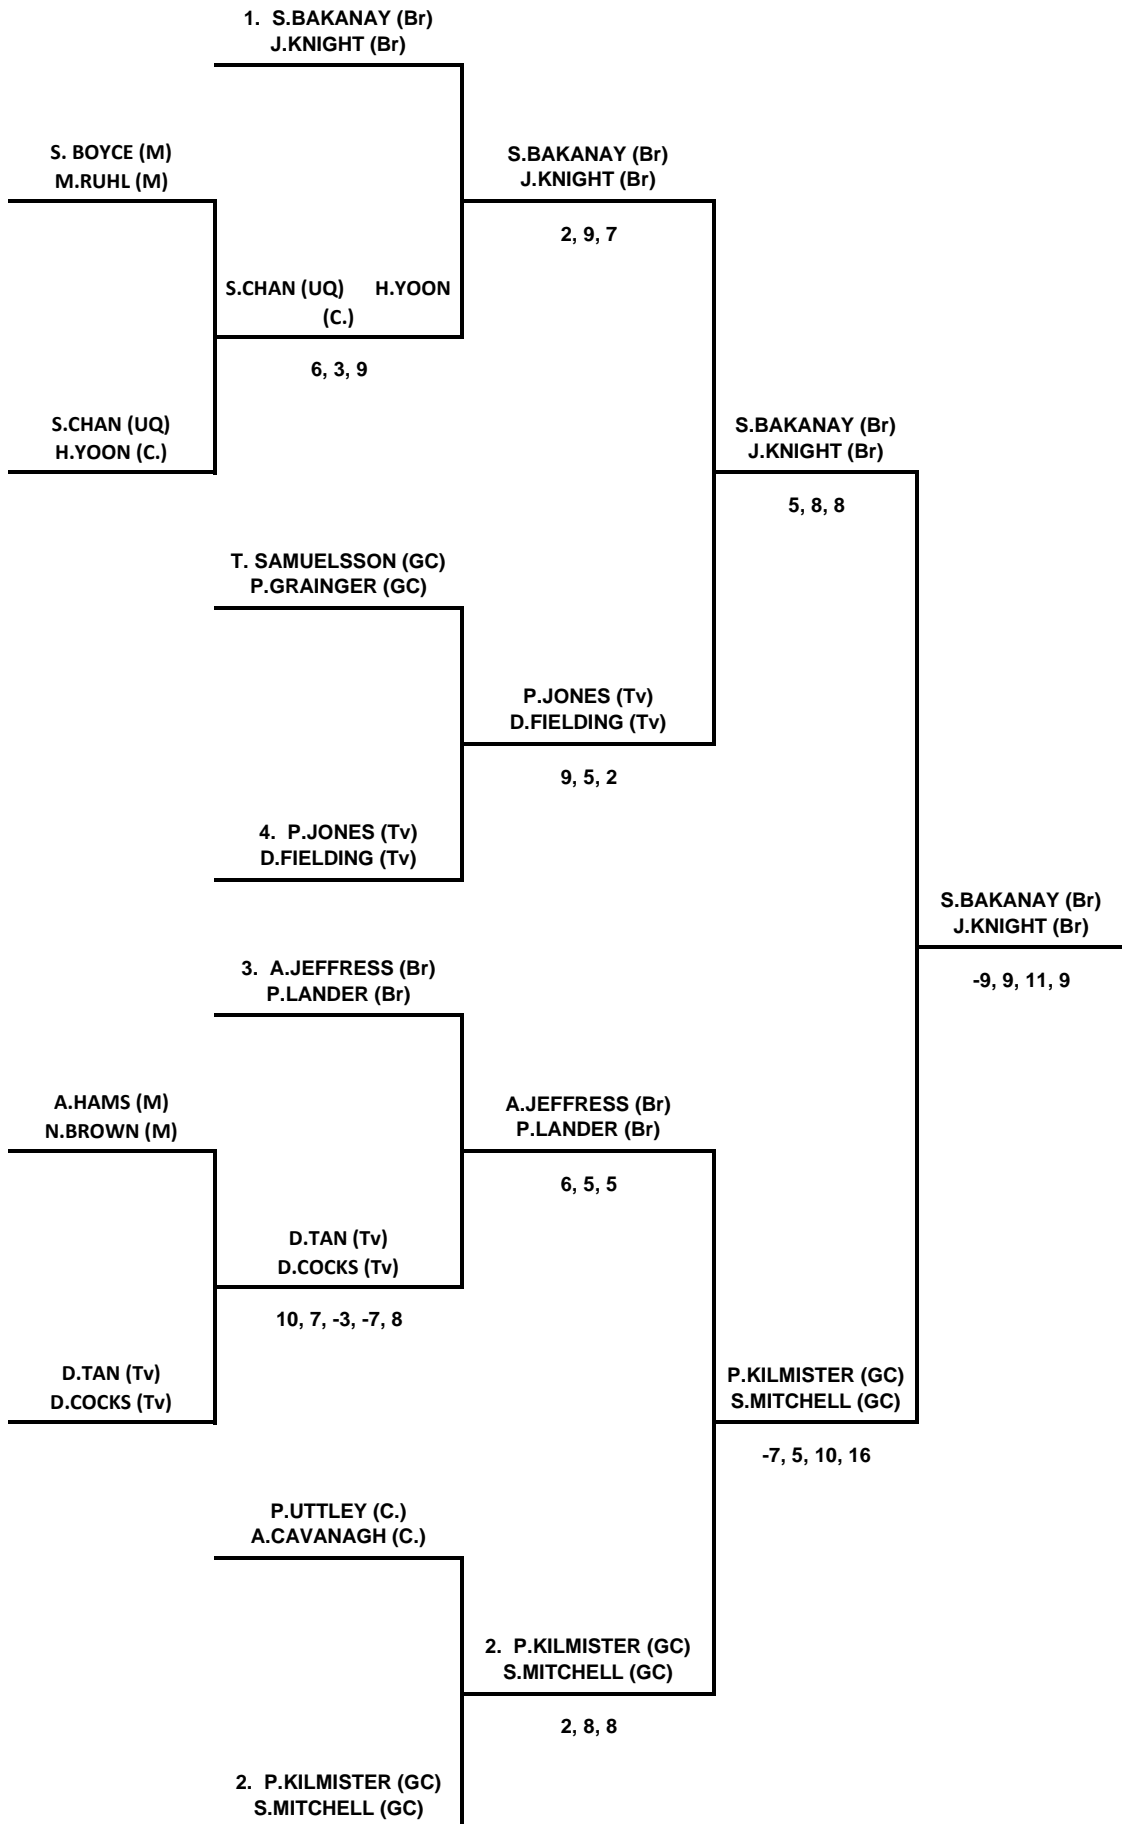 1. S.BAKANAY (Br)
J.KNIGHT (Br)
S. BOYCE (M)
M.RUHL (M)
S.BAKANAY (Br)
J.KNIGHT (Br)
2, 9, 7
S.CHAN (UQ) H.YOON
(C.)
6, 3, 9
S.CHAN (UQ)
H.YOON (C.)
S.BAKANAY (Br)
J.KNIGHT (Br)
5, 8, 8
T. SAMUELSSON (GC)
P.GRAINGER (GC)
P.JONES (Tv)
D.FIELDING (Tv)
9, 5, 2
4. P.JONES (Tv)
D.FIELDING (Tv)
S.BAKANAY (Br)
J.KNIGHT (Br)
-9, 9, 11, 9
3. A.JEFFRESS (Br)
P.LANDER (Br)
A.HAMS (M)
N.BROWN (M)
A.JEFFRESS (Br)
P.LANDER (Br)
6, 5, 5
D.TAN (Tv)
D.COCKS (Tv)
10, 7, -3, -7, 8
D.TAN (Tv)
D.COCKS (Tv)
P.KILMISTER (GC)
S.MITCHELL (GC)
-7, 5, 10, 16
P.UTTLEY (C.)
A.CAVANAGH (C.)
2. P.KILMISTER (GC)
S.MITCHELL (GC)
2, 8, 8
2. P.KILMISTER (GC)
S.MITCHELL (GC)